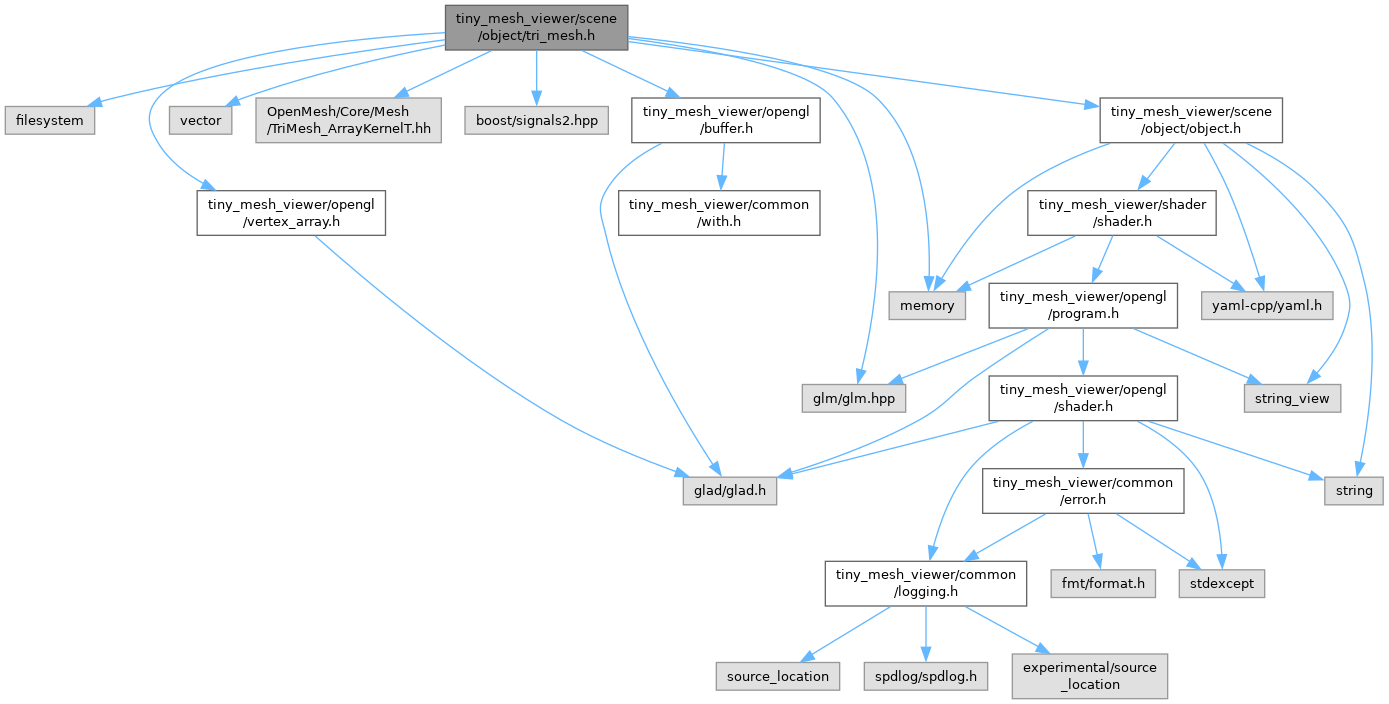 tiny_mesh_viewer/scene
/object/tri_mesh.h
filesystem
vector
OpenMesh/Core/Mesh
/TriMesh_ArrayKernelT.hh
boost/signals2.hpp
tiny_mesh_viewer/opengl
/buffer.h
tiny_mesh_viewer/scene
/object/object.h
tiny_mesh_viewer/opengl
/vertex_array.h
tiny_mesh_viewer/common
/with.h
tiny_mesh_viewer/shader
/shader.h
memory
tiny_mesh_viewer/opengl
/program.h
yaml-cpp/yaml.h
glm/glm.hpp
tiny_mesh_viewer/opengl
/shader.h
string_view
glad/glad.h
tiny_mesh_viewer/common
/error.h
string
tiny_mesh_viewer/common
/logging.h
fmt/format.h
stdexcept
source_location
spdlog/spdlog.h
experimental/source
_location